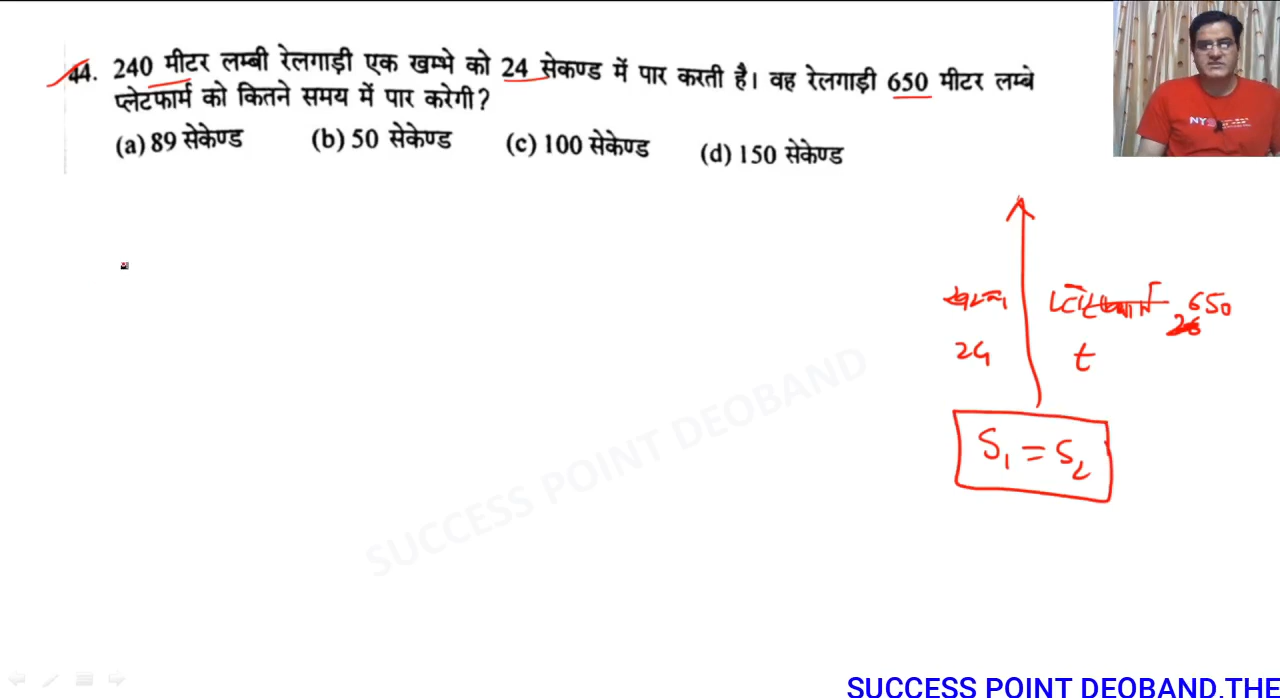 44. 240 मीटर लम्बी रेलगाड़ी एक खम्भे को 24 सेकण्ड में पार करती है। वह रेलगाड़ी 650 मीटर लम्बे
प्लेटफार्म को कितने समय में पार करेगी?
(a) 89 सेकेण्ड (b) 50 सेकेण्ड (c) 100 सेकेण्ड (d) 150 सेकेण्ड
650
24 t
S₁ = S₂
SUCCESS POINT DEOBAND
SUCCESS POINT DEOBAND,THE